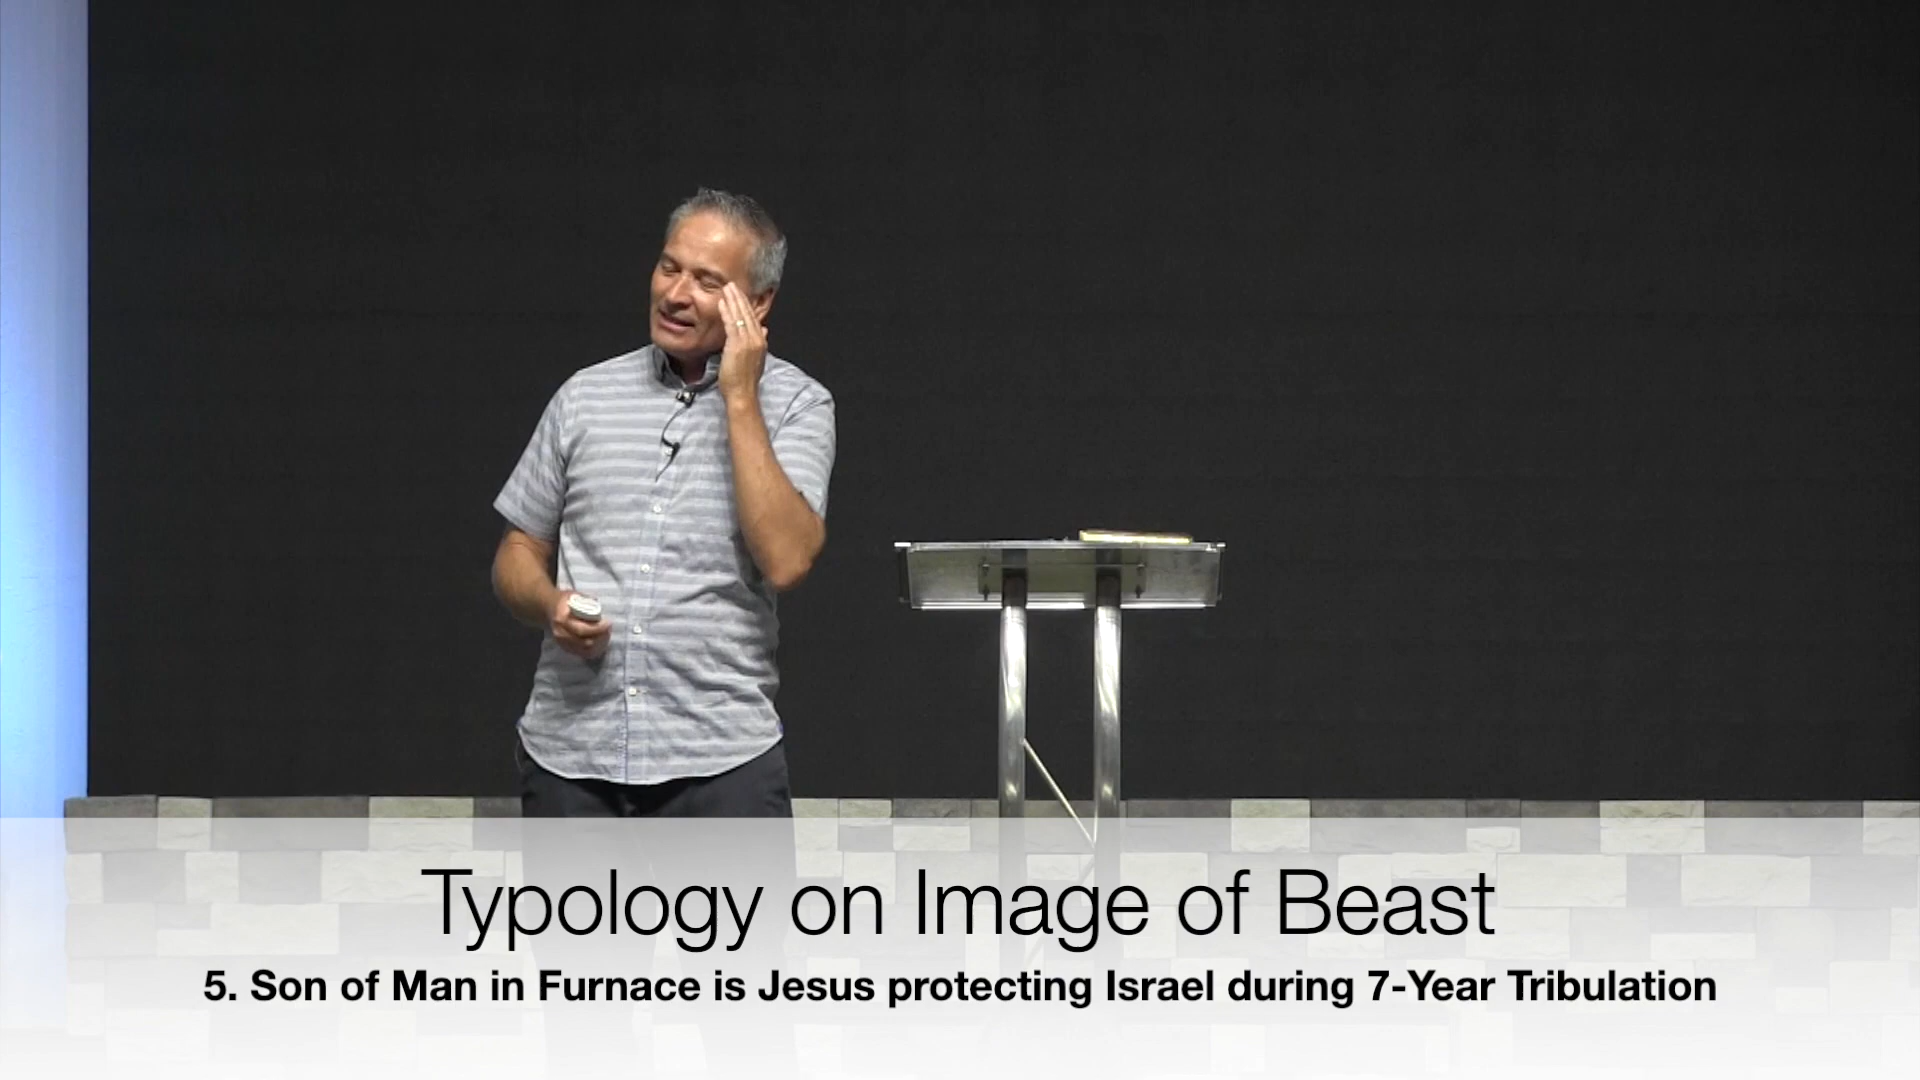 Typology on Image of Beast
5. Son of Man in Furnace is Jesus protecting Israel during 7-Year Tribulation